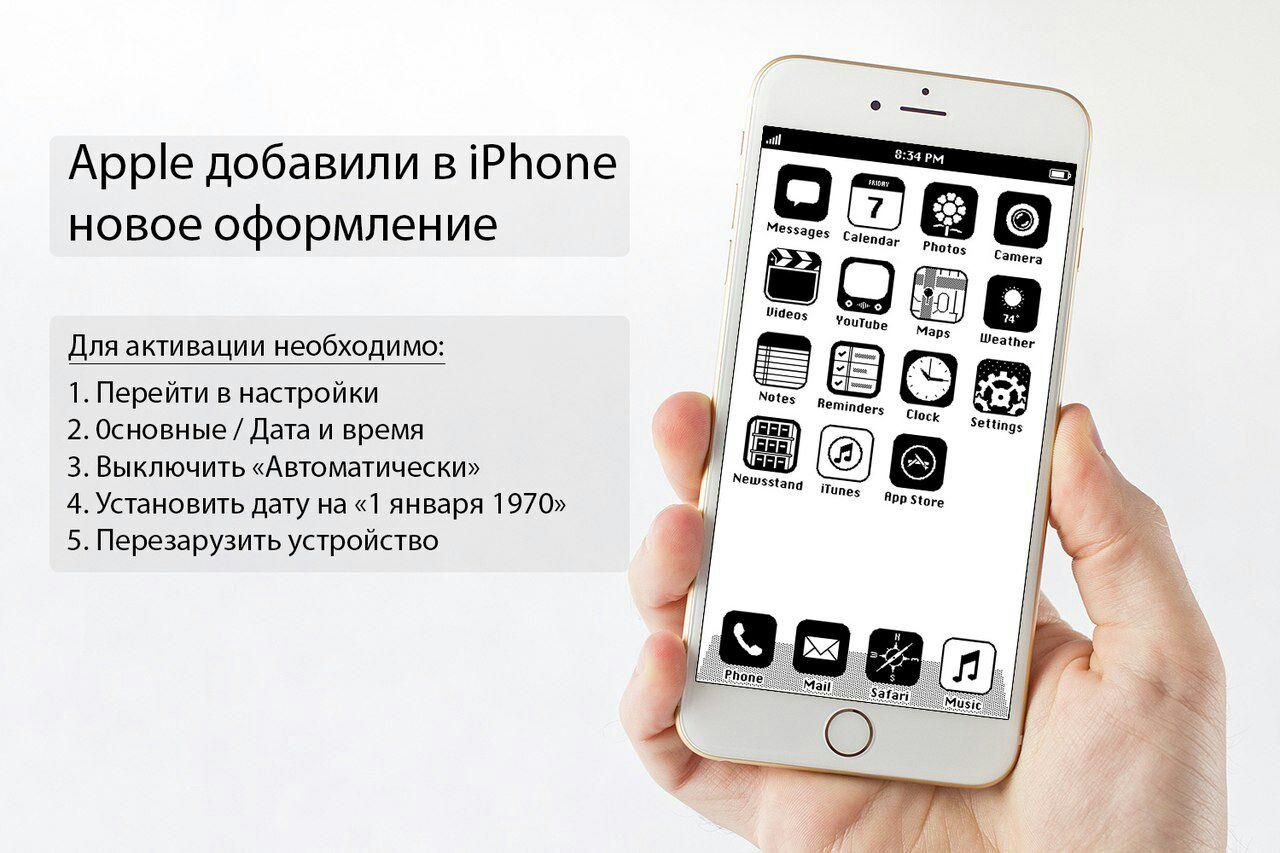 Apple добавили в iPhone
новое оформление
Для активации необходимо:
1. Перейти в настройки
2. 0сновные / Дата и время
3. Выключить «Автоматически»
4. Установить дату на «1 января 1970»
5. Перезарузить устройство
8:34 PM
FRIDAY
7
Messages Calendar Photos Camera
01
74°
Videos YouTube Maps Weather
Notes Reminders Clock Settings
Newsstand iTunes App Store
N
W E
S
Phone Mail Safari Music